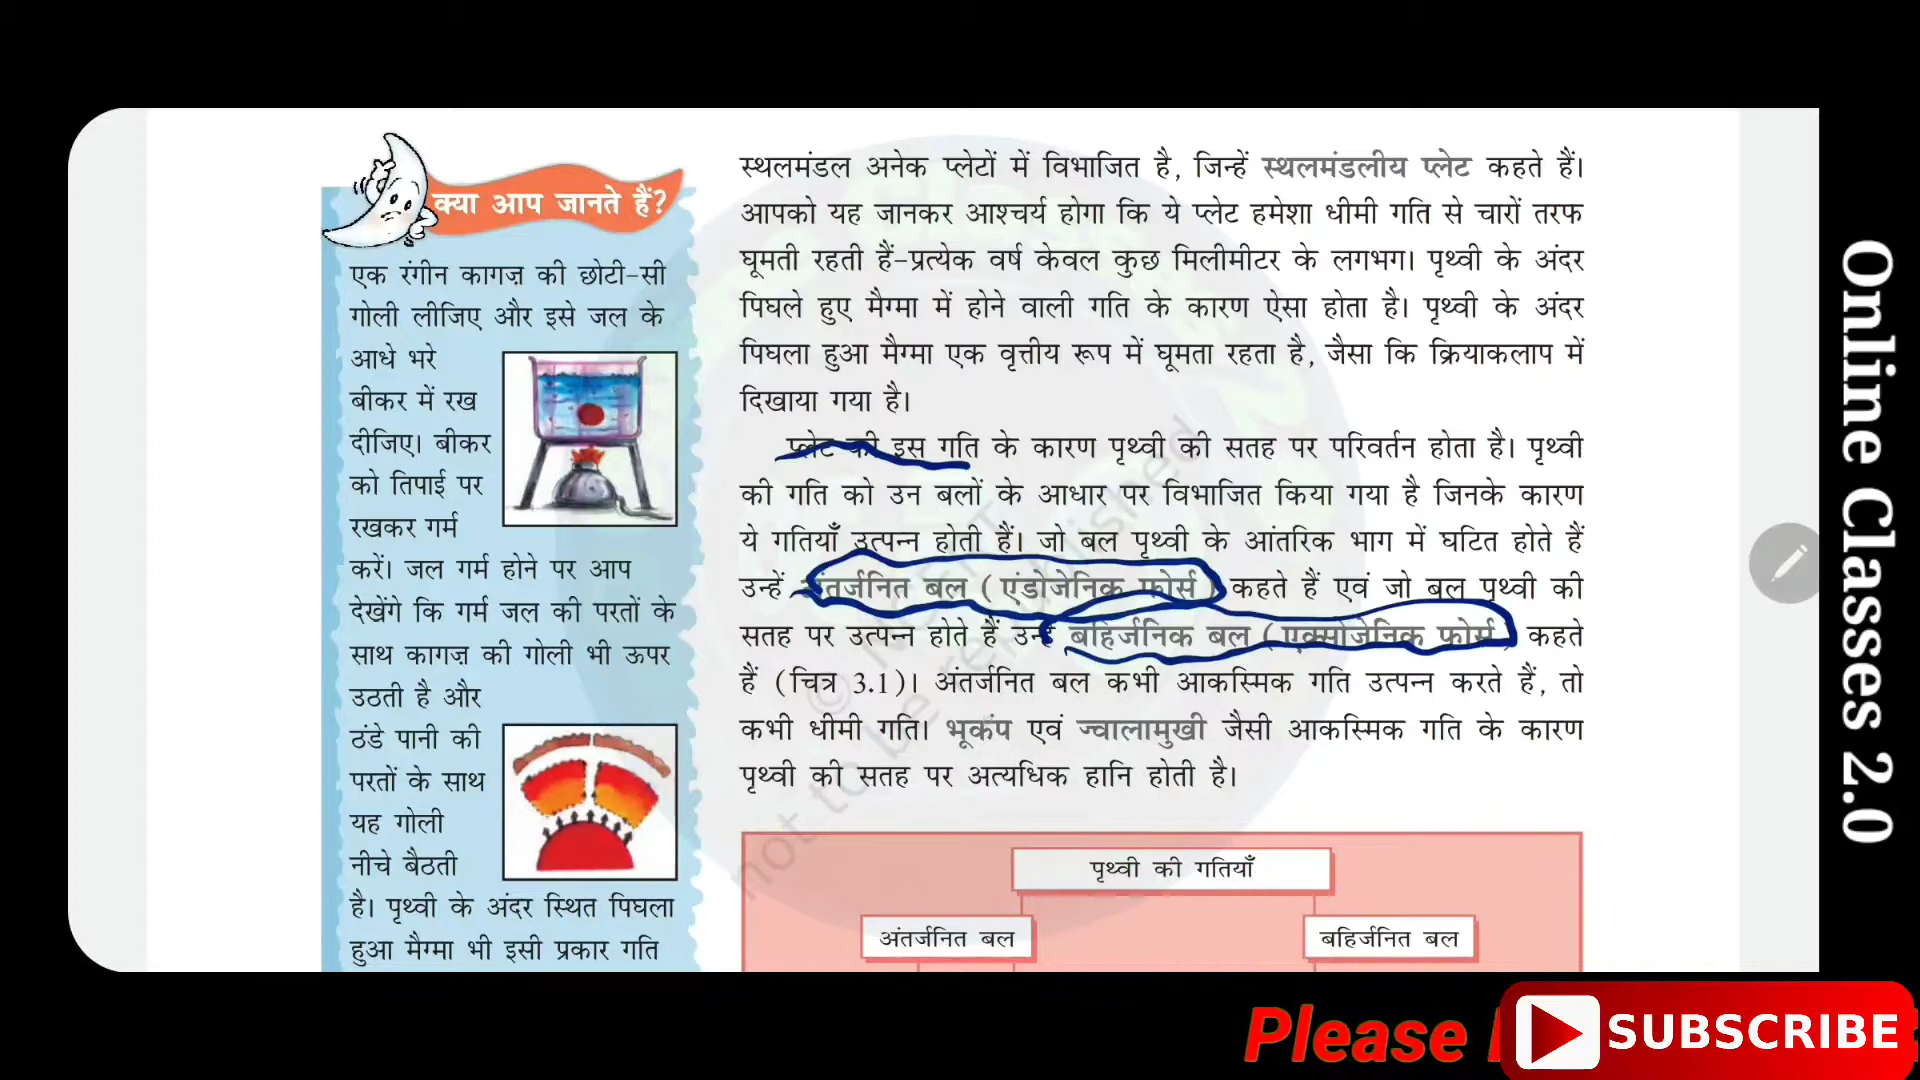 क्या आप जानते हैं?
एक रंगीन कागज़ की छोटी-सी
गोली लीजिए और इसे जल के
आधे भरे
बीकर में रख
दीजिए। बीकर
को तिपाई पर
रखकर गर्म
करें। जल गर्म होने पर आप
देखेंगे कि गर्म जल की परतों के
साथ कागज़ की गोली भी ऊपर
उठती है और
ठंडे पानी की
परतों के साथ
यह गोली
नीचे बैठती
है। पृथ्वी के अंदर स्थित पिघला
हुआ मैग्मा भी इसी प्रकार गति
स्थलमंडल अनेक प्लेटों में विभाजित है, जिन्हें स्थलमंडलीय प्लेट कहते हैं।
आपको यह जानकर आश्चर्य होगा कि ये प्लेट हमेशा धीमी गति से चारों तरफ
घूमती रहती हैं-प्रत्येक वर्ष केवल कुछ मिलीमीटर के लगभग। पृथ्वी के अंदर
पिघले हुए मैग्मा में होने वाली गति के कारण ऐसा होता है। पृथ्वी के अंदर
पिघला हुआ मैग्मा एक वृत्तीय रूप में घूमता रहता है, जैसा कि क्रियाकलाप में
दिखाया गया है।
प्लेट की इस गति के कारण पृथ्वी की सतह पर परिवर्तन होता है। पृथ्वी
की गति को उन बलों के आधार पर विभाजित किया गया है जिनके कारण
ये गतियाँ उत्पन्न होती हैं। जो बल पृथ्वी के आंतरिक भाग में घटित होते हैं
उन्हें अंतर्जनित बल (एंडोजेनिक फोर्स) कहते हैं एवं जो बल पृथ्वी की
सतह पर उत्पन्न होते हैं उन्हें बहिर्जनिक बल (एक्सोजेनिक फोर्स) कहते
हैं (चित्र 3.1)। अंतर्जनित बल कभी आकस्मिक गति उत्पन्न करते हैं, तो
कभी धीमी गति। भूकंप एवं ज्वालामुखी जैसी आकस्मिक गति के कारण
पृथ्वी की सतह पर अत्यधिक हानि होती है।
पृथ्वी की गतियाँ
अंतर्जनित बल
बहिर्जनित बल
Online Classes 2.0
Please
SUBSCRIBE